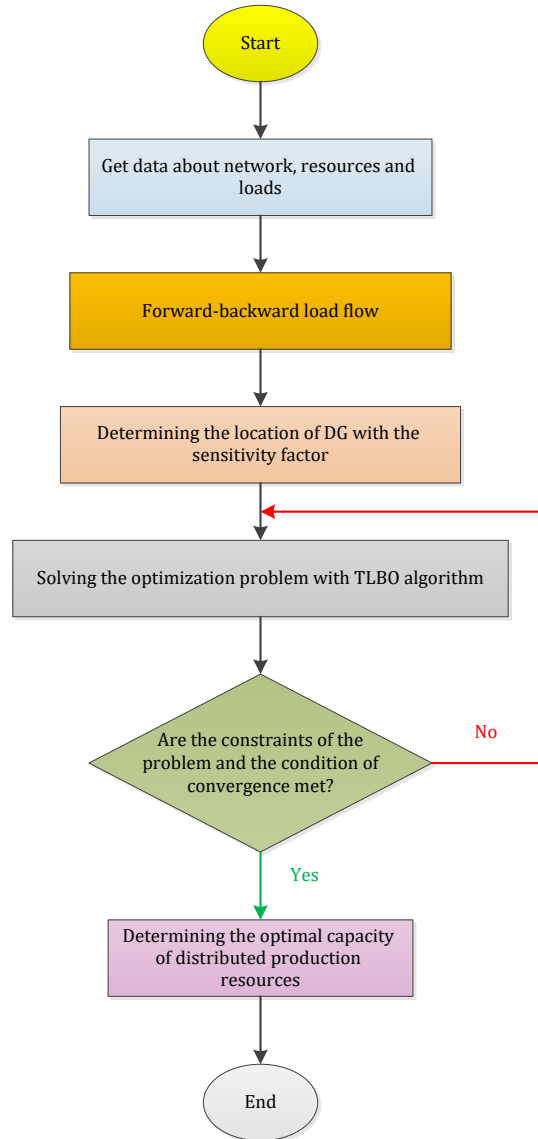 Start
Get data about network, resources and
loads
Forward-backward load flow
Determining the location of DG with the
sensitivity factor
Solving the optimization problem with TLBO algorithm
Are the constraints of the
problem and the condition of
convergence met?
No
Yes
Determining the optimal capacity
of distributed production
resources
End